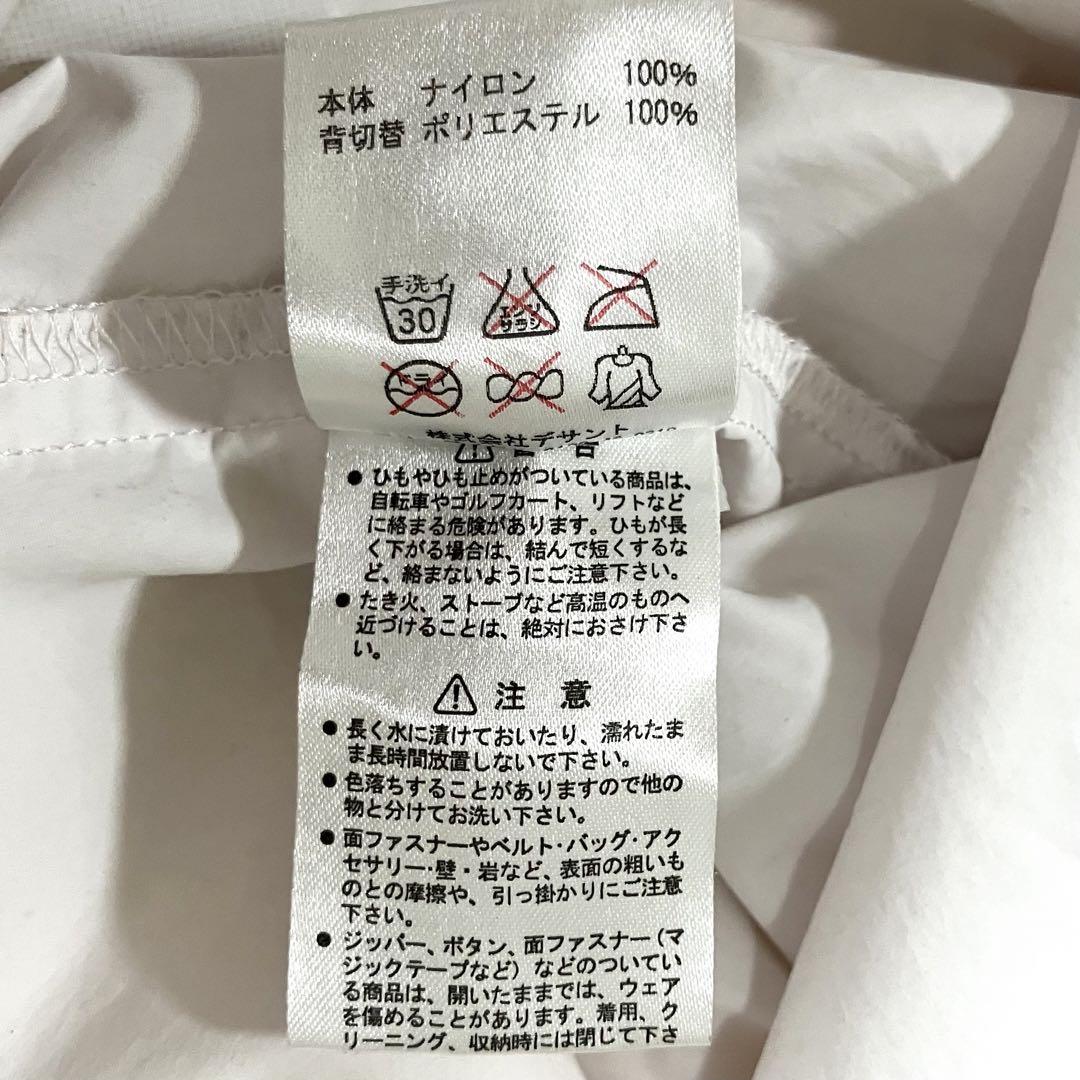 本体 ナイロン 100%
背切替 ポリエステル 100%
手洗イ
30
エンソ
サラシ
ドライ
株式会社デサント
警告
● ひもやひも止めがついている商品は、
自転車やゴルフカート、リフトなど
に絡まる危険があります。ひもが長
く下がる場合は、結んで短くするな
ど、絡まないようにご注意下さい。
● たき火、ストーブなど高温のものへ
近づけることは、絶対におさけ下さ
い。
注意
● 長く水に漬けておいたり、濡れたま
ま長時間放置しないで下さい。
● 色落ちすることがありますので他の
物と分けてお洗い下さい。
● 面ファスナーやベルト・バッグ・アク
セサリー・壁・岩など、表面の粗いも
のとの摩擦や、引っ掛かりにご注意
下さい。
● ジッパー、ボタン、面ファスナー(マ
ジックテープなど)などのついてい
る商品は、開いたままでは、ウェア
を傷めることがあります。着用、ク
リーニング、収納時には閉じて下さ